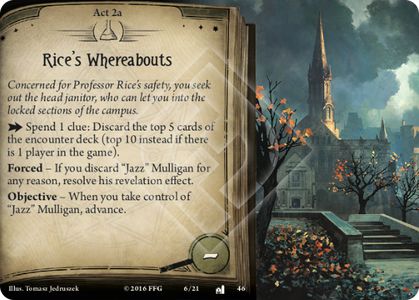 Act 2a
Rice's Whereabouts
Concerned for Professor Rice's safety, you seek
out the head janitor, who can let you into the
locked sections of the campus.
Spend 1 clue: Discard the top 5 cards of
the encounter deck (top 10 instead if there
is 1 player in the game).
Forced – If you discard “Jazz” Mulligan for
any reason, resolve his revelation effect.
Objective – When you take control of
“Jazz” Mulligan, advance.
–
Illus. Tomasz Jedruszek
© 2016 FFG
6/21
46